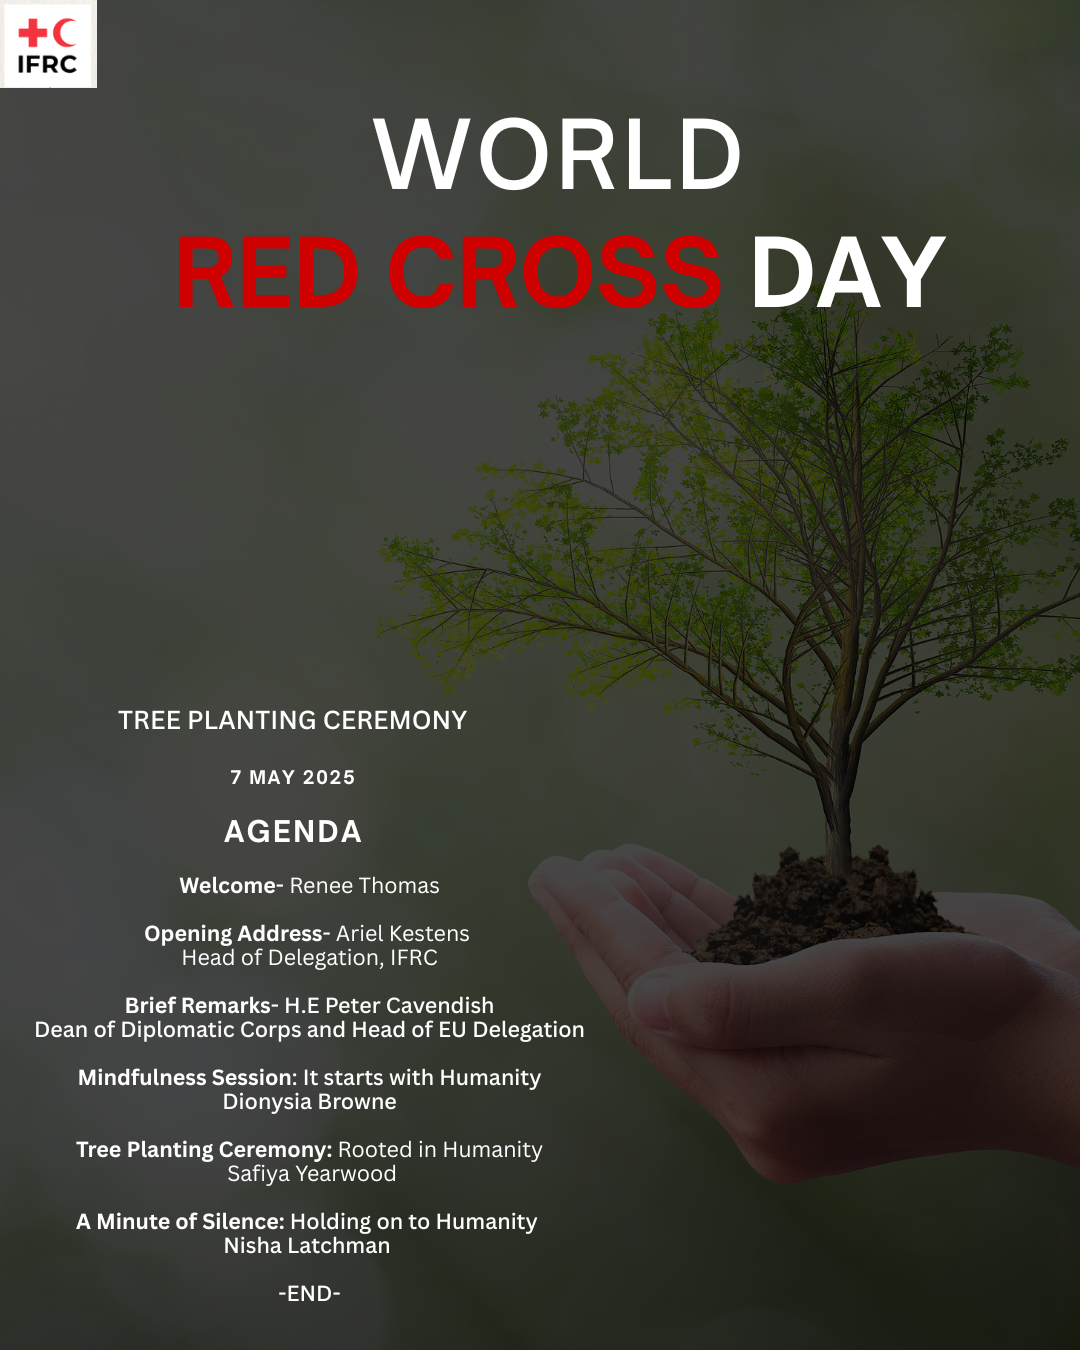 IFRC
WORLD
RED CROSS DAY
TREE PLANTING CEREMONY
7 MAY 2025
AGENDA
Welcome- Renee Thomas
Opening Address- Ariel Kestens
Head of Delegation, IFRC
Brief Remarks- H.E Peter Cavendish
Dean of Diplomatic Corps and Head of EU Delegation
Mindfulness Session: It starts with Humanity
Dionysia Browne
Tree Planting Ceremony: Rooted in Humanity
Safiya Yearwood
A Minute of Silence: Holding on to Humanity
Nisha Latchman
-END-